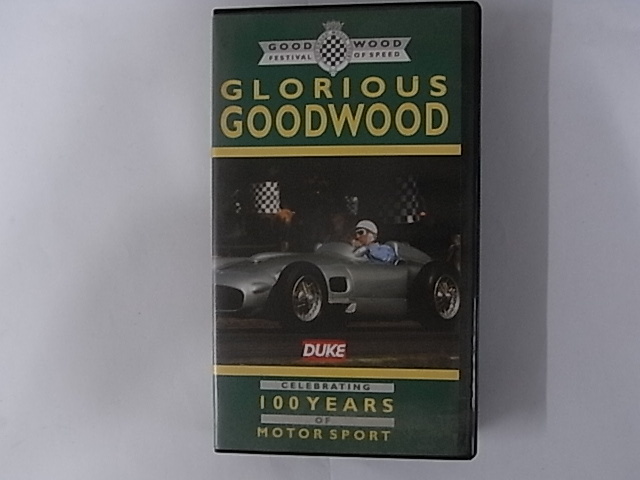 GOOD WOOD
FESTIVAL OF SPEED
GLORIOUS
GOODWOOD
DUKE
CELEBRATING
100 YEARS
OF
MOTOR SPORT